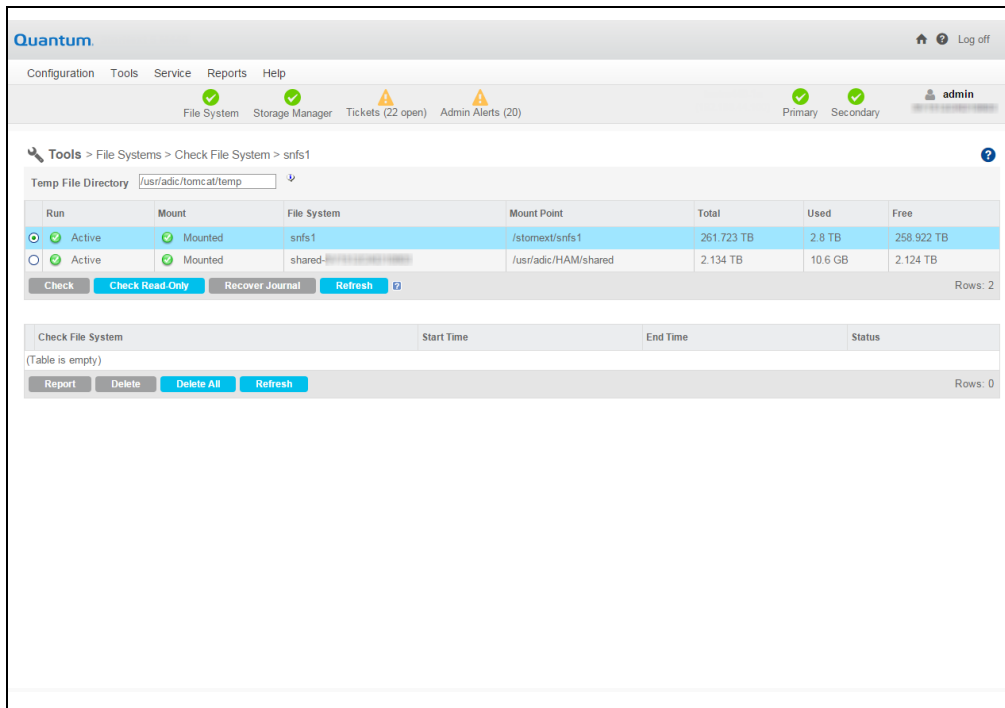 Quantum.
Log off
Configuration Tools Service Reports Help
File System Storage Manager Tickets (22 open) Admin Alerts (20) Primary Secondary admin
Tools > File Systems > Check File System > snfs1
Temp File Directory /usr/adic/tomcat/temp
Run Mount File System Mount Point Total Used Free
Active Mounted snfs1 /stornext/snfs1 261.723 TB 2.8 TB 258.922 TB
Active Mounted shared- /usr/adic/HAM/shared 2.134 TB 10.6 GB 2.124 TB
Check Check Read-Only Recover Journal Refresh Rows: 2
Check File System Start Time End Time Status
(Table is empty)
Report Delete Delete All Refresh Rows: 0